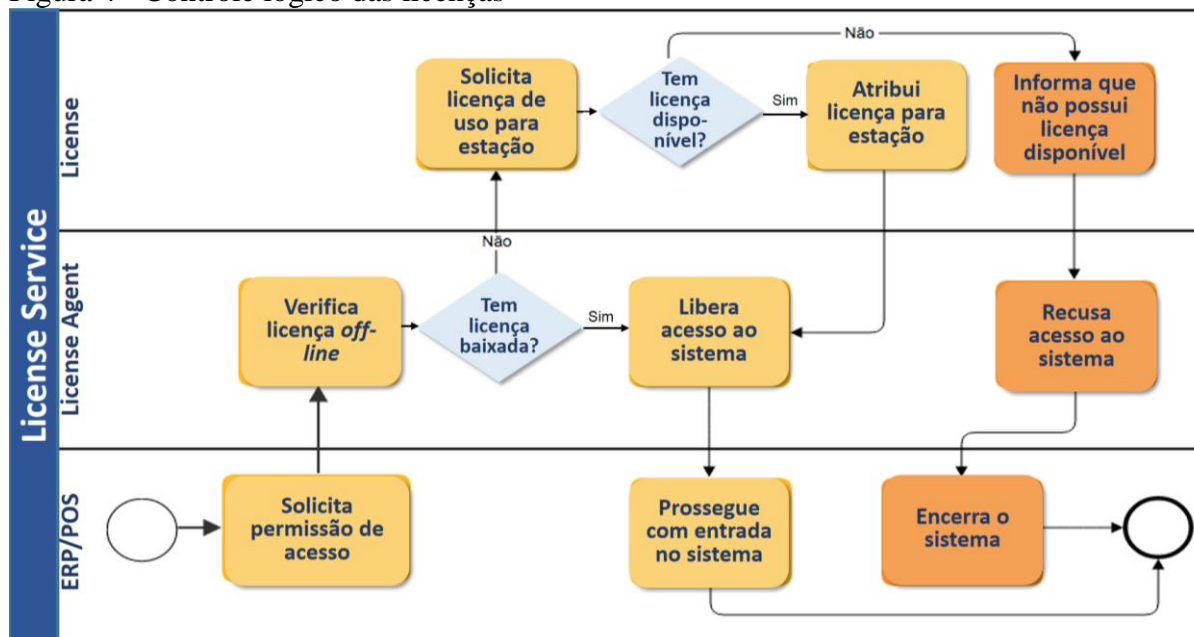 License Service
License
Solicita
licença de
uso para
estação
Tem
licença
dispo-
nível?
Não
Sim
Atribui
licença para
estação
Informa que
não possui
licença
disponível
License Agent
Verifica
licença off-
line
Não
Tem
licença
baixada?
Sim
Libera
acesso ao
sistema
Recusa
acesso ao
sistema
ERP/POS
Solicita
permissão de
acesso
Prossegue
com entrada
no sistema
Encerra o
sistema